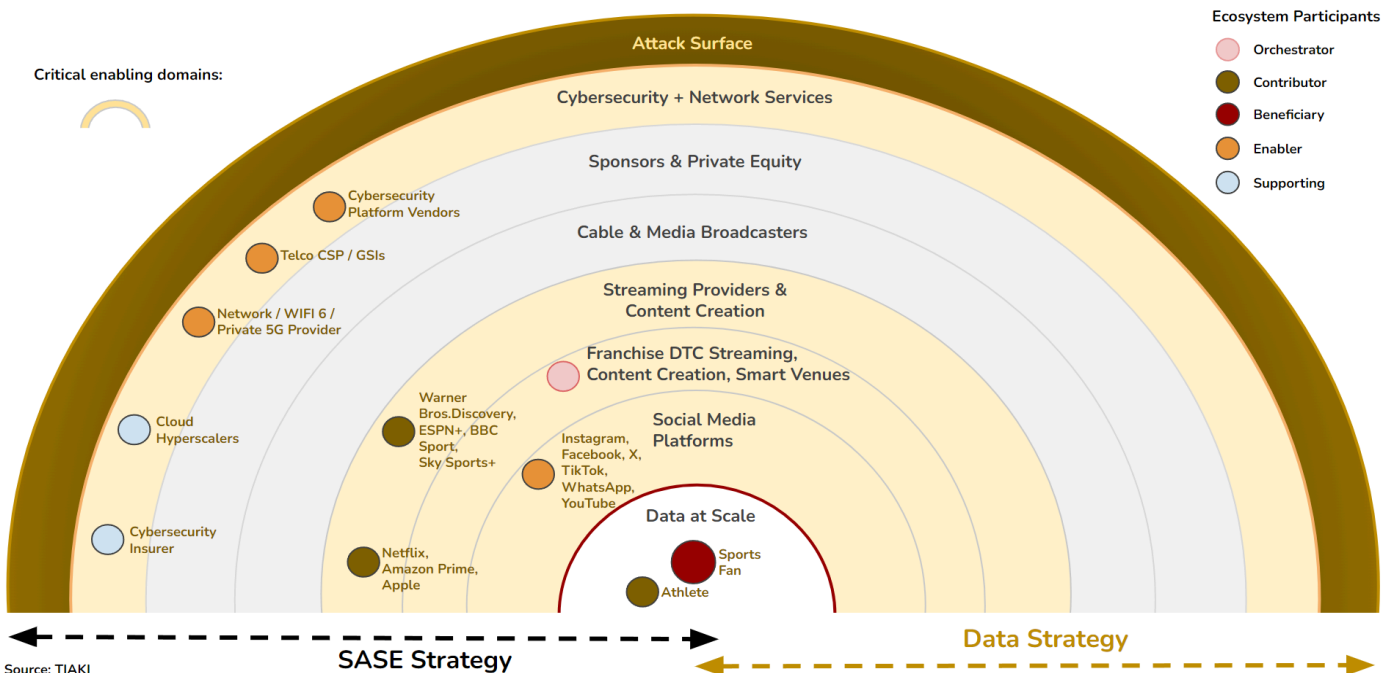 Ecosystem Participants
Orchestrator
Contributor
Beneficiary
Enabler
Supporting
Critical enabling domains:
Attack Surface
Cybersecurity + Network Services
Sponsors & Private Equity
Cable & Media Broadcasters
Streaming Providers &
Content Creation
Franchise DTC Streaming,
Content Creation, Smart Venues
Social Media
Platforms
Data at Scale
Cybersecurity
Platform Vendors
Telco CSP / GSIs
Network / WIFI 6 /
Private 5G Provider
Cloud
Hyperscalers
Cybersecurity
Insurer
Warner
Bros.Discovery,
ESPN+, BBC
Sport,
Sky Sports+
Netflix,
Amazon Prime,
Apple
Instagram,
Facebook, X,
TikTok,
WhatsApp,
YouTube
Sports
Fan
Athlete
SASE Strategy
Data Strategy
Source: TIAKI